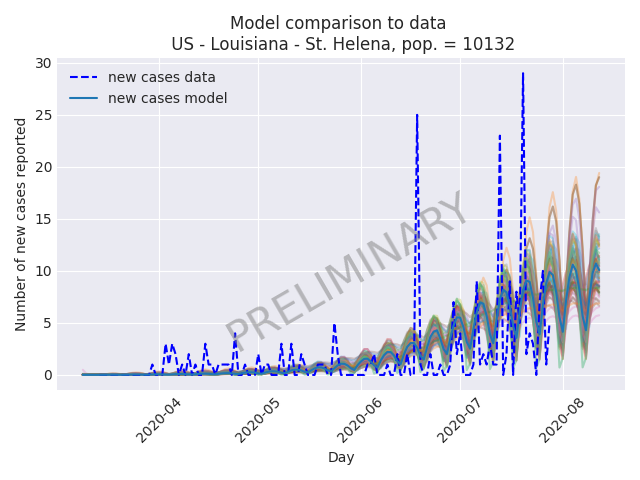 Model comparison to data
US - Louisiana - St. Helena, pop. = 10132
30
25
20
15
10
5
0
Number of new cases reported
new cases data
new cases model
PRELIMINARY
2020-04
2020-05
2020-06
2020-07
2020-08
Day